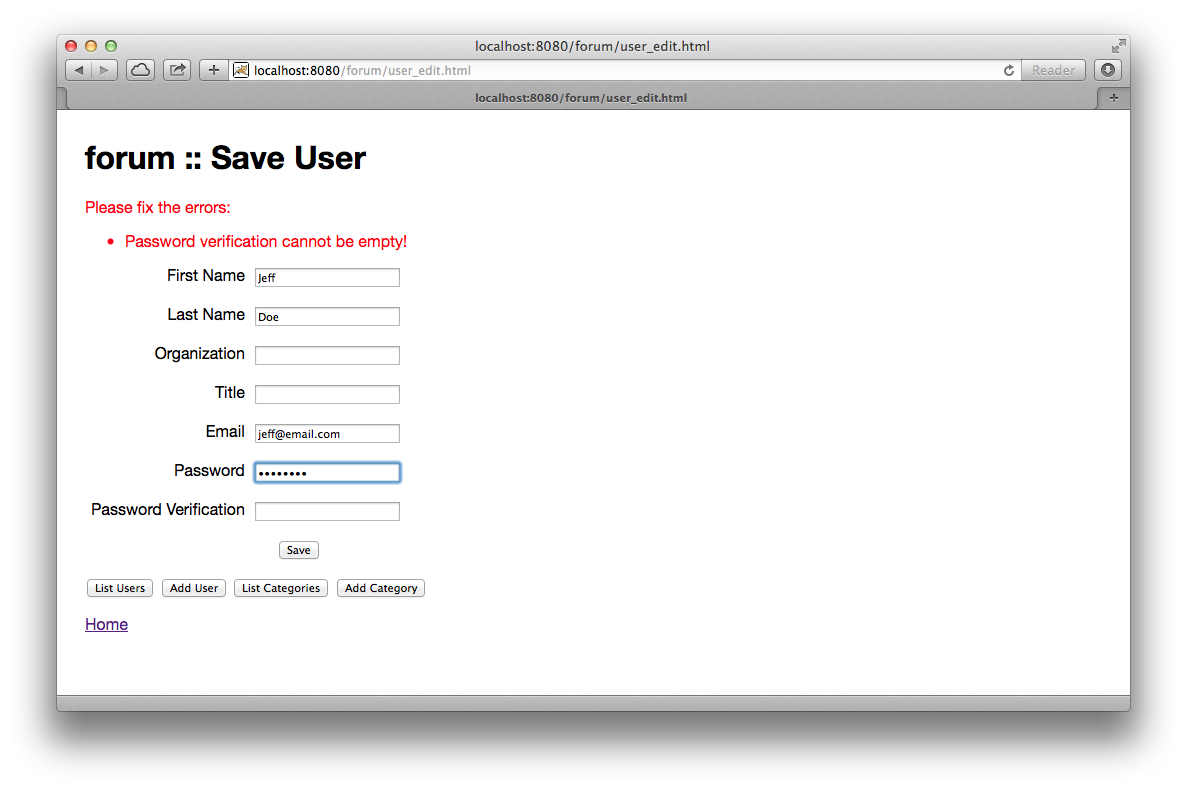 localhost:8080/forum/user_edit.html
localhost:8080/forum/user_edit.html Reader
localhost:8080/forum/user_edit.html
forum :: Save User
Please fix the errors:
• Password verification cannot be empty!
First Name Jeff
Last Name Doe
Organization
Title
Email jeff@email.com
Password ••••••••
Password Verification
Save
List Users Add User List Categories Add Category
Home